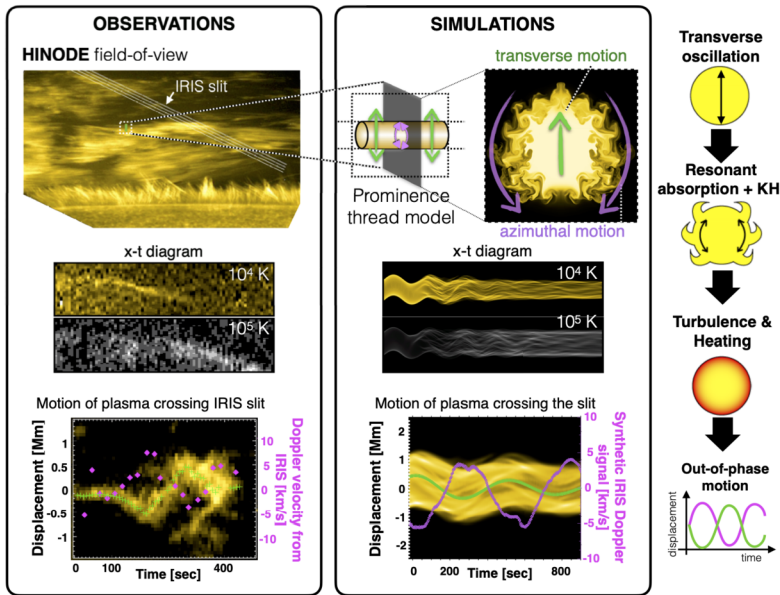 OBSERVATIONS
HINODE field-of-view
IRIS slit
x-t diagram
10⁴ K
10⁵ K
Motion of plasma crossing IRIS slit
Displacement [Mm]
1
0.5
0
-0.5
-1
10
5
0
-5
-10
Doppler velocity from
IRIS [km/s]
0
100
200
400
Time [sec]
SIMULATIONS
transverse motion
Prominence
thread model
azimuthal motion
x-t diagram
10⁴ K
10⁵ K
Motion of plasma crossing the slit
Displacement [Mm]
2
1
0
-1
-2
10
5
0
-5
-10
Synthetic IRIS Doppler
signal [km/s]
0
200
800
Time [sec]
Transverse
oscillation
Resonant
absorption + KH
Turbulence &
Heating
Out-of-phase
motion
displacement
time